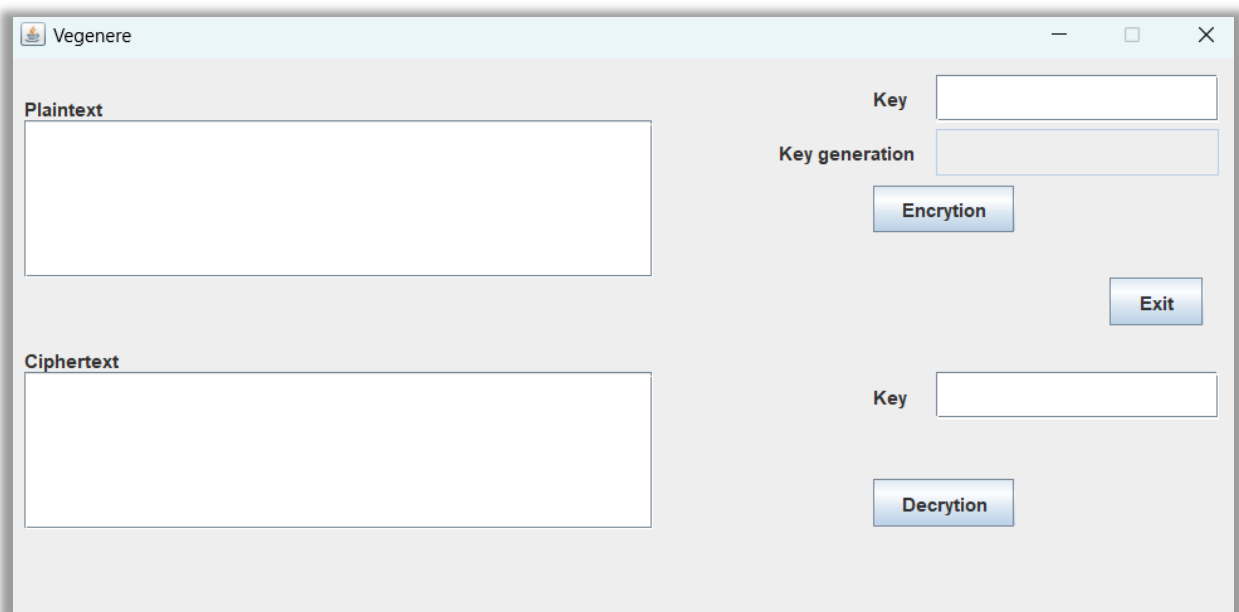 Vegenere
Key
Plaintext
Key generation
Encrytion
Exit
Ciphertext
Key
Decrytion